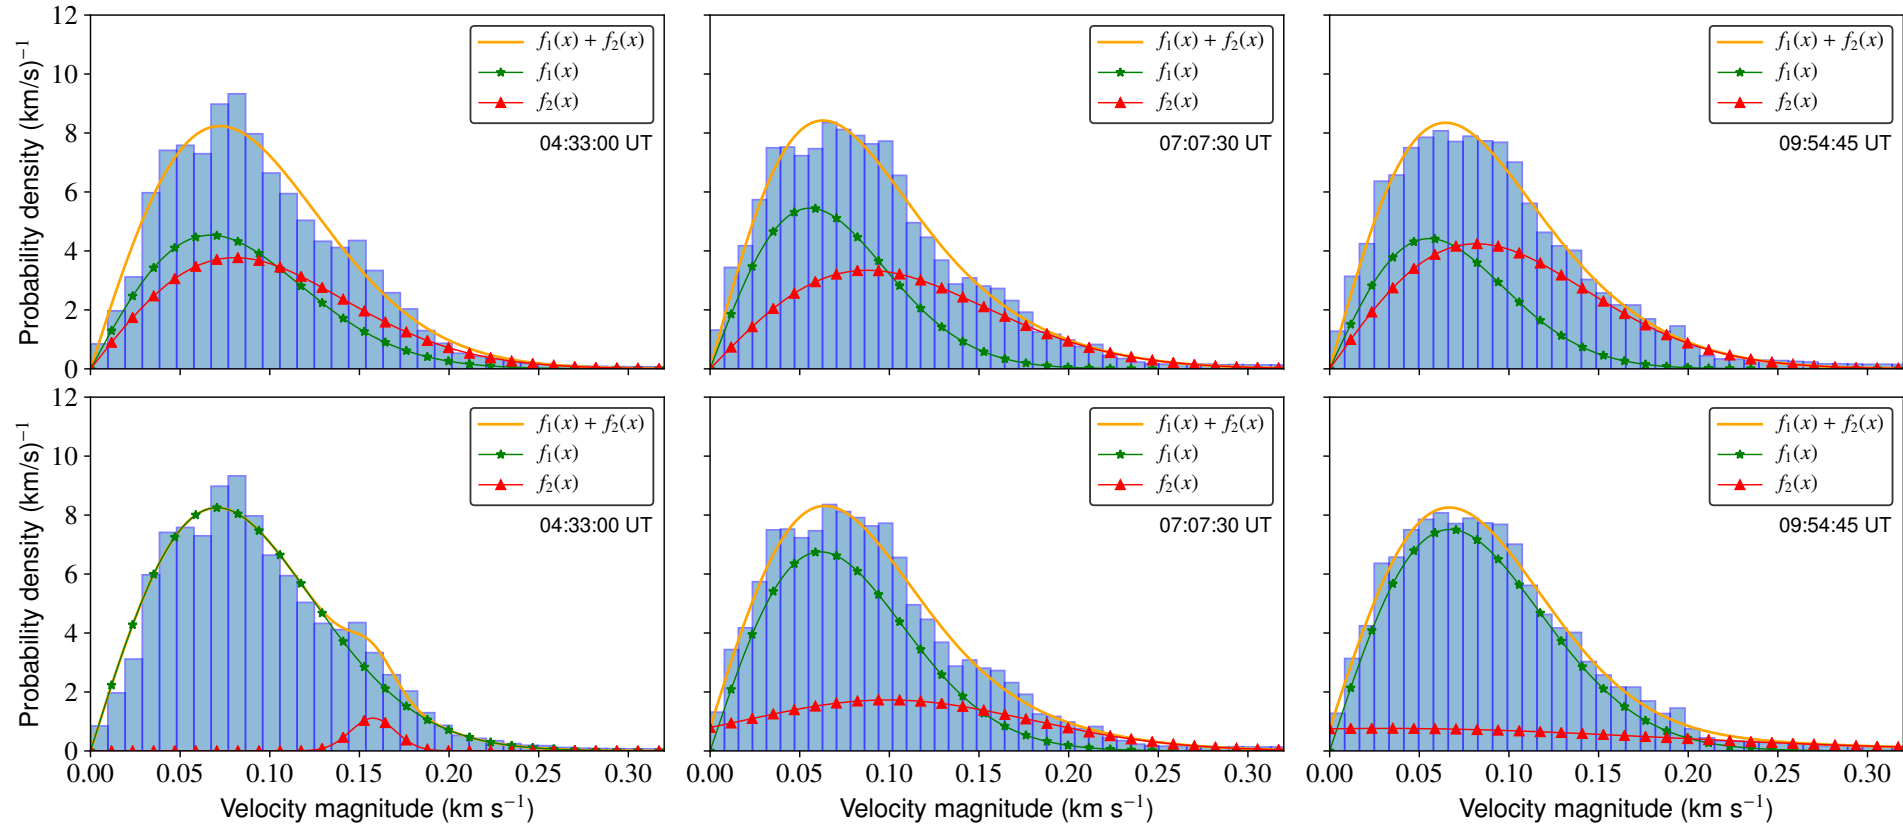 12
10
8
6
4
2
0
Probability density (km/s)⁻¹
f₁(x) + f₂(x)
f₁(x)
f₂(x)
04:33:00 UT
f₁(x) + f₂(x)
f₁(x)
f₂(x)
07:07:30 UT
f₁(x) + f₂(x)
f₁(x)
f₂(x)
09:54:45 UT
12
10
8
6
4
2
0
Probability density (km/s)⁻¹
f₁(x) + f₂(x)
f₁(x)
f₂(x)
04:33:00 UT
0.00 0.05 0.10 0.15 0.20 0.25 0.30
Velocity magnitude (km s⁻¹)
f₁(x) + f₂(x)
f₁(x)
f₂(x)
07:07:30 UT
0.00 0.05 0.10 0.15 0.20 0.25 0.30
Velocity magnitude (km s⁻¹)
f₁(x) + f₂(x)
f₁(x)
f₂(x)
09:54:45 UT
0.00 0.05 0.10 0.15 0.20 0.25 0.30
Velocity magnitude (km s⁻¹)